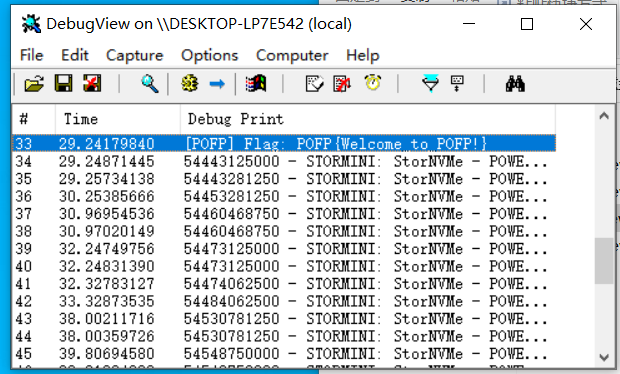 DebugView on \\DESKTOP-LP7E542 (local)
File Edit Capture Options Computer Help
# Time Debug Print
33 29.24179840 [POFP] Flag: POFP{Welcome to POFP!}
34 29.24871445 54443125000 - STORMINI: StorNVMe - POWE...
35 29.25734138 54443281250 - STORMINI: StorNVMe - POWE...
36 30.25385666 54453281250 - STORMINI: StorNVMe - POWE...
37 30.96954536 54460468750 - STORMINI: StorNVMe - POWE...
38 30.97020149 54460468750 - STORMINI: StorNVMe - POWE...
39 32.24749756 54473125000 - STORMINI: StorNVMe - POWE...
40 32.24831390 54473125000 - STORMINI: StorNVMe - POWE...
41 32.32783127 54474062500 - STORMINI: StorNVMe - POWE...
42 33.32873535 54484062500 - STORMINI: StorNVMe - POWE...
43 38.00211716 54530781250 - STORMINI: StorNVMe - POWE...
44 38.00359726 54530781250 - STORMINI: StorNVMe - POWE...
45 39.80694580 54548750000 - STORMINI: StorNVMe - POWE...